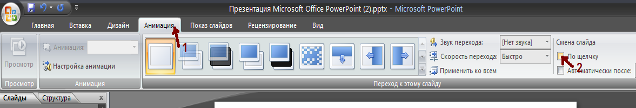 Презентация Microsoft Office PowerPoint (2).pptx - Microsoft PowerPoint
Главная Вставка Дизайн Анимация Показ слайдов Рецензирование Вид
1
Просмотр
Просмотр
Анимация:
Настройка анимации
Анимация
Звук перехода: [Нет звука]
Скорость перехода: Быстро
Применить ко всем
Смена слайда
По щелчку
2
Автоматически после:
Переход к этому слайду
Слайды Структура